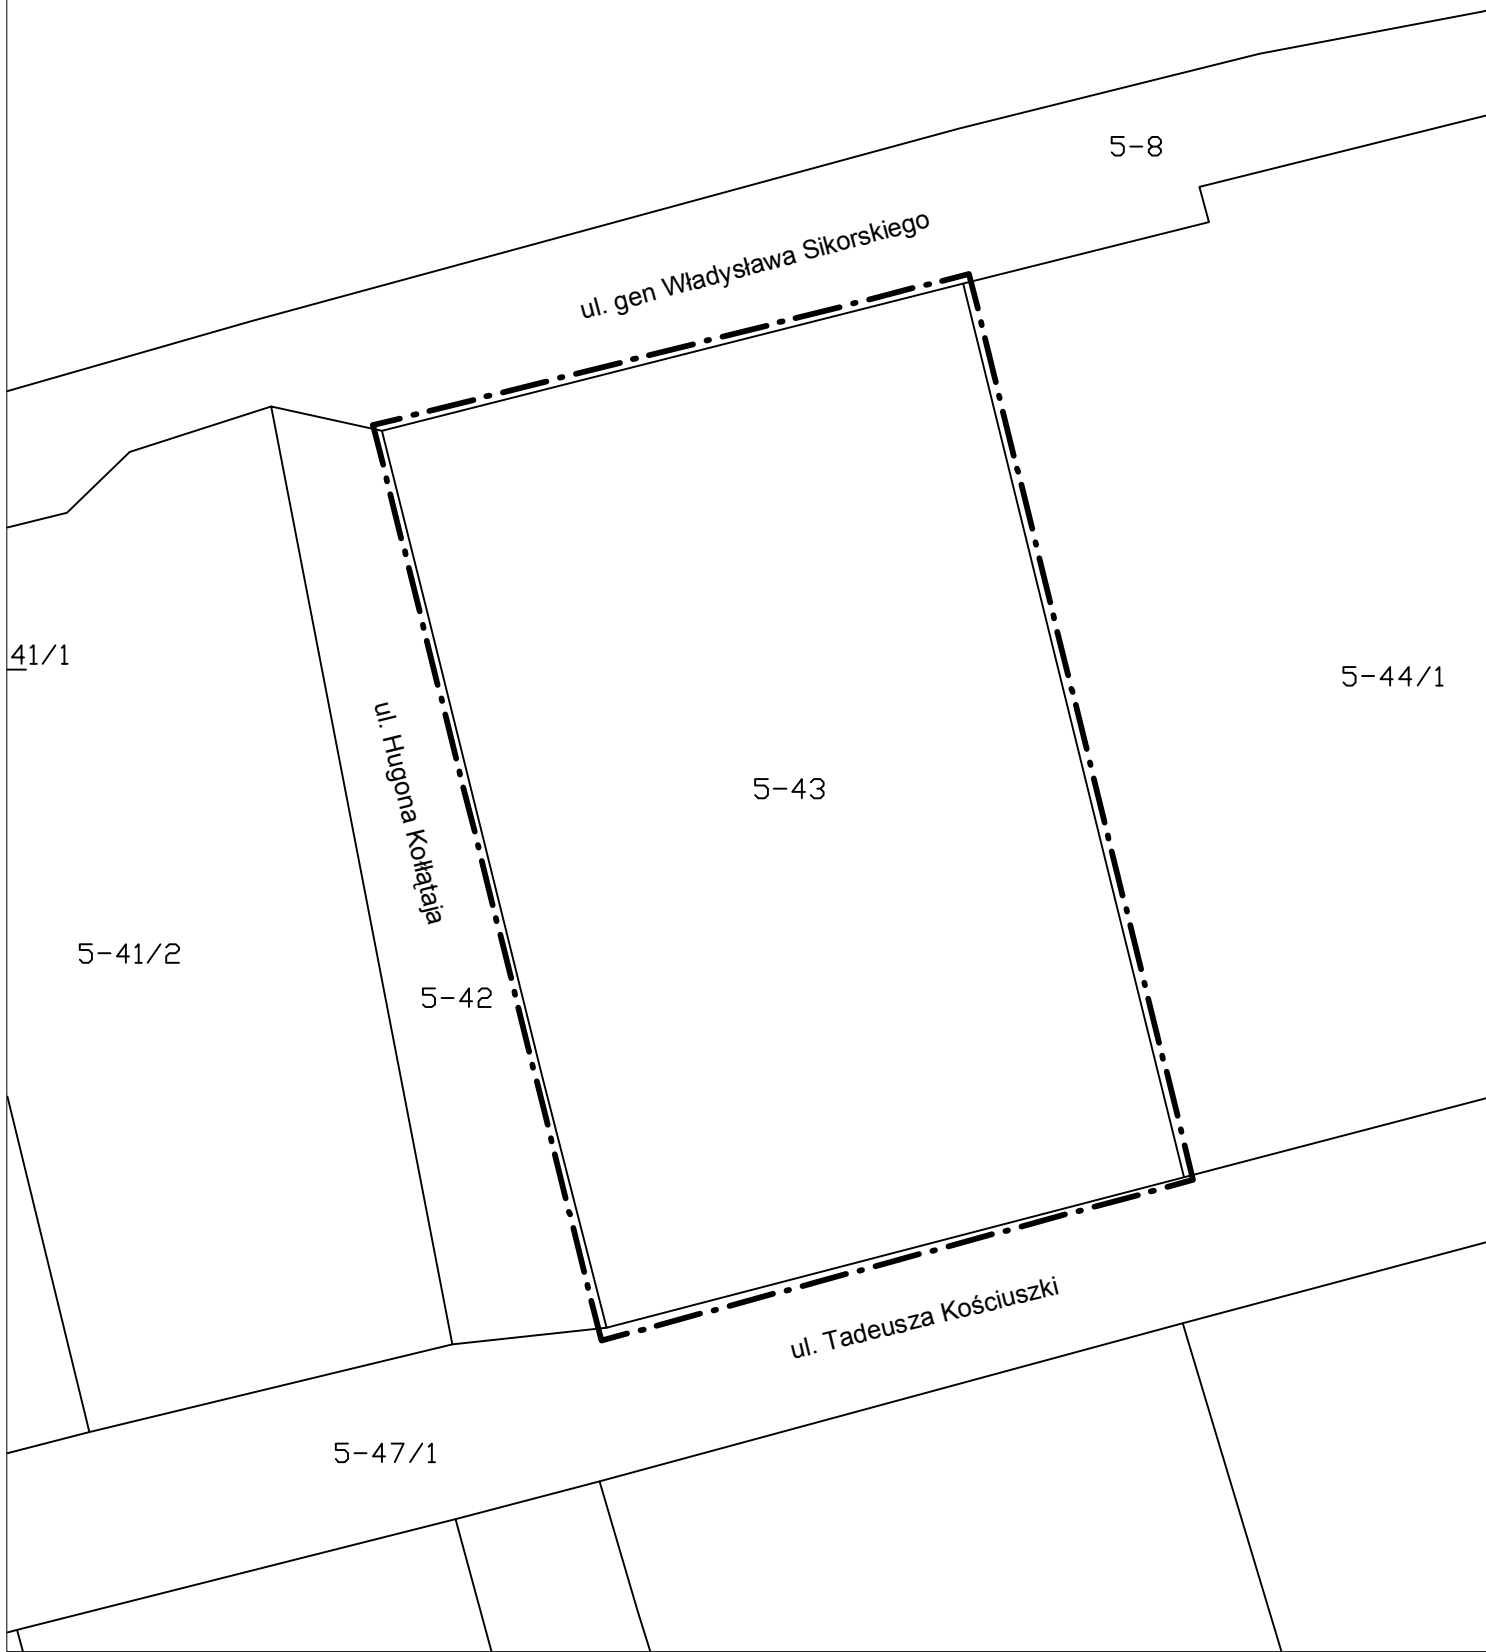 5-8
ul. gen Władysława Sikorskiego
41/1
5-44/1
ul. Hugona Kołłątaja
5-43
5-41/2
5-42
ul. Tadeusza Kościuszki
5-47/1